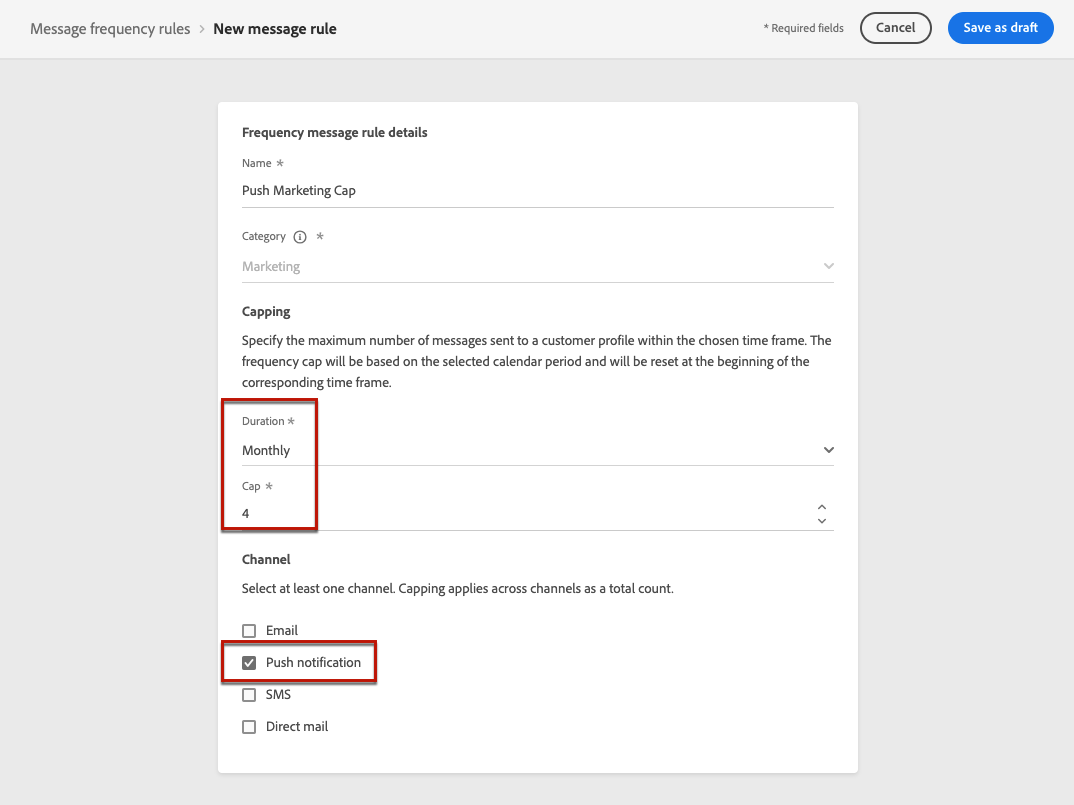 Message frequency rules > New message rule
* Required fields
Cancel
Save as draft
Frequency message rule details
Name *
Push Marketing Cap
Category i *
Marketing
Capping
Specify the maximum number of messages sent to a customer profile within the chosen time frame. The
frequency cap will be based on the selected calendar period and will be reset at the beginning of the
corresponding time frame.
Duration *
Monthly
Cap *
4
Channel
Select at least one channel. Capping applies across channels as a total count.
Email
Push notification
SMS
Direct mail